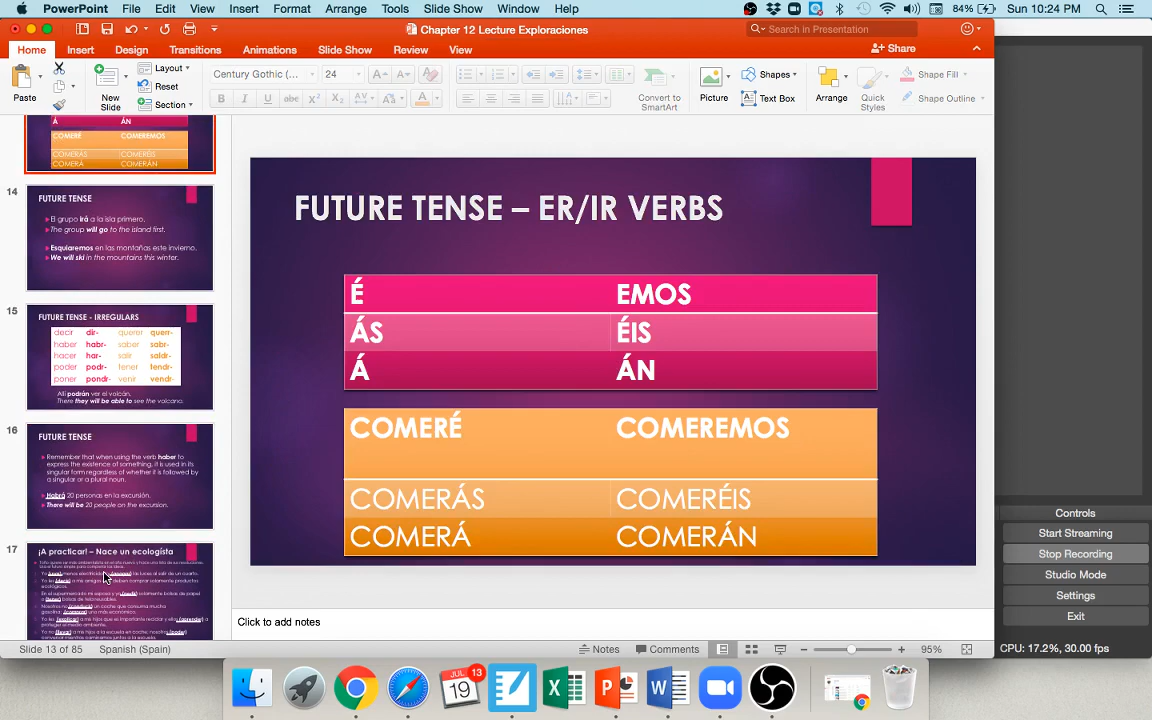 PowerPoint File Edit View Insert Format Arrange Tools Slide Show Window Help 84% Sun 10:24 PM
Chapter 12 Lecture Exploraciones
Search in Presentation
Home Insert Design Transitions Animations Slide Show Review View
Share
Paste
New
Slide
Layout
Reset
Section
Century Gothic (...
24
Convert to
SmartArt
Picture
Shapes
Text Box
Arrange
Quick
Styles
Shape Fill
Shape Outline
Á ÁN
COMERÉ COMEREMOS
COMERÁS COMERÉIS
COMERÁ COMERÁN
14
FUTURE TENSE
El grupo irá a la isla primero.
The group will go to the island first.
Esquiaremos en las montañas este invierno.
We will ski in the mountains this winter.
15
FUTURE TENSE - IRREGULARS
decir dir- querer querr-
haber habr- saber sabr-
hacer har- salir saldr-
poder podr- tener tendr-
poner pondr- venir vendr-
Allí podrán ver el volcán.
There they will be able to see the volcano.
16
FUTURE TENSE
Remember that when using the verb haber to
express the existence of something, it is used in its
singular form regardless of whether it is followed by
a singular or a plural noun.
Habrá 20 personas en la excursión.
There will be 20 people on the excursion.
17
¡A practicar! – Nace un ecologista
FUTURE TENSE – ER/IR VERBS
É EMOS
ÁS ÉIS
Á ÁN
COMERÉ COMEREMOS
COMERÁS COMERÉIS
COMERÁ COMERÁN
Click to add notes
Slide 13 of 85 Spanish (Spain) Notes Comments 95%
Controls
Start Streaming
Stop Recording
Studio Mode
Settings
Exit
CPU: 17.2%, 30.00 fps
JUL
13
19